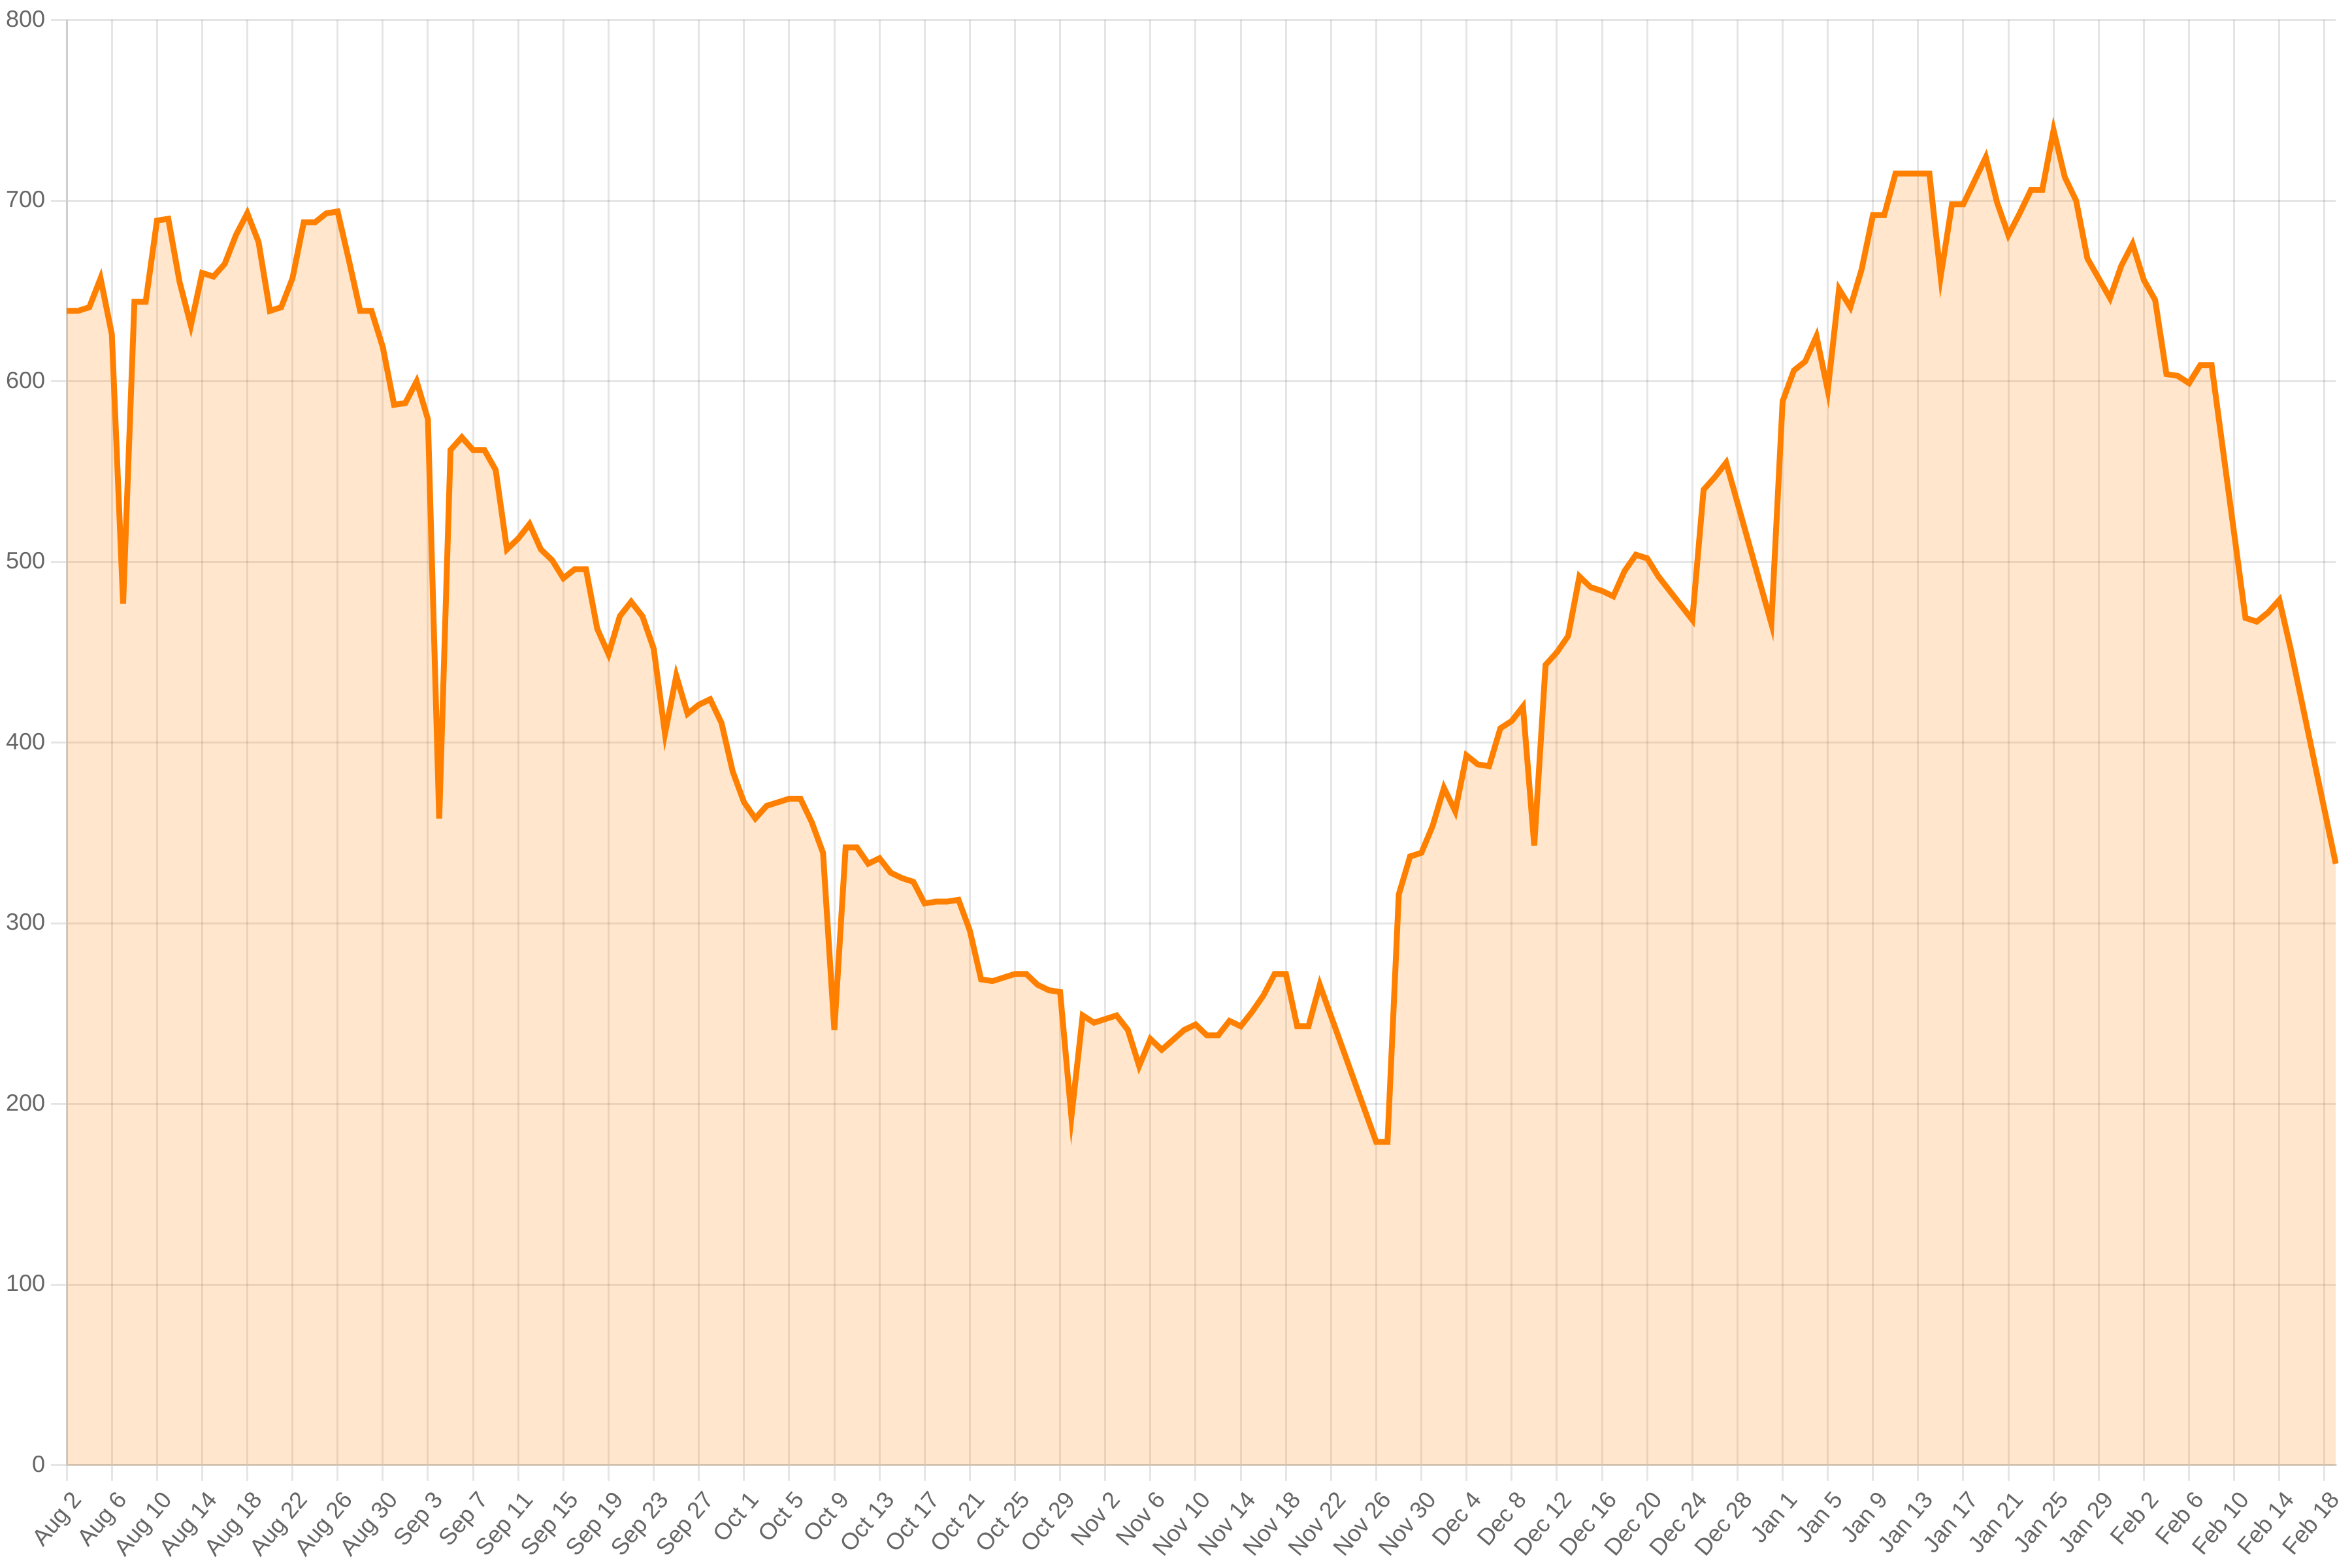 800
700
600
500
400
300
200
100
0
Aug 2
Aug 6
Aug 10
Aug 14
Aug 18
Aug 22
Aug 26
Aug 30
Sep 3
Sep 7
Sep 11
Sep 15
Sep 19
Sep 23
Sep 27
Oct 1
Oct 5
Oct 9
Oct 13
Oct 17
Oct 21
Oct 25
Oct 29
Nov 2
Nov 6
Nov 10
Nov 14
Nov 18
Nov 22
Nov 26
Nov 30
Dec 4
Dec 8
Dec 12
Dec 16
Dec 20
Dec 24
Dec 28
Jan 1
Jan 5
Jan 9
Jan 13
Jan 17
Jan 21
Jan 25
Jan 29
Feb 2
Feb 6
Feb 10
Feb 14
Feb 18